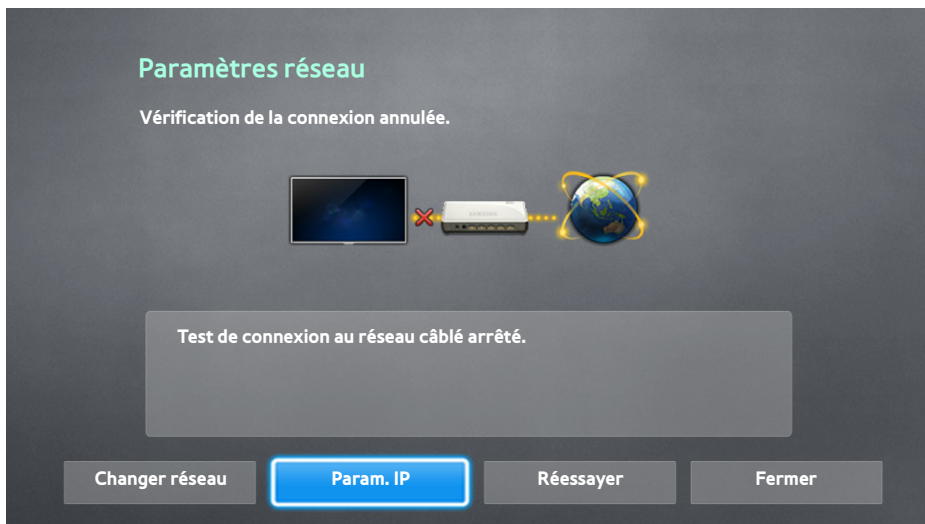 Paramètres réseau
Vérification de la connexion annulée.
SAMSUNG
Test de connexion au réseau câblé arrêté.
Changer réseau
Param. IP
Réessayer
Fermer